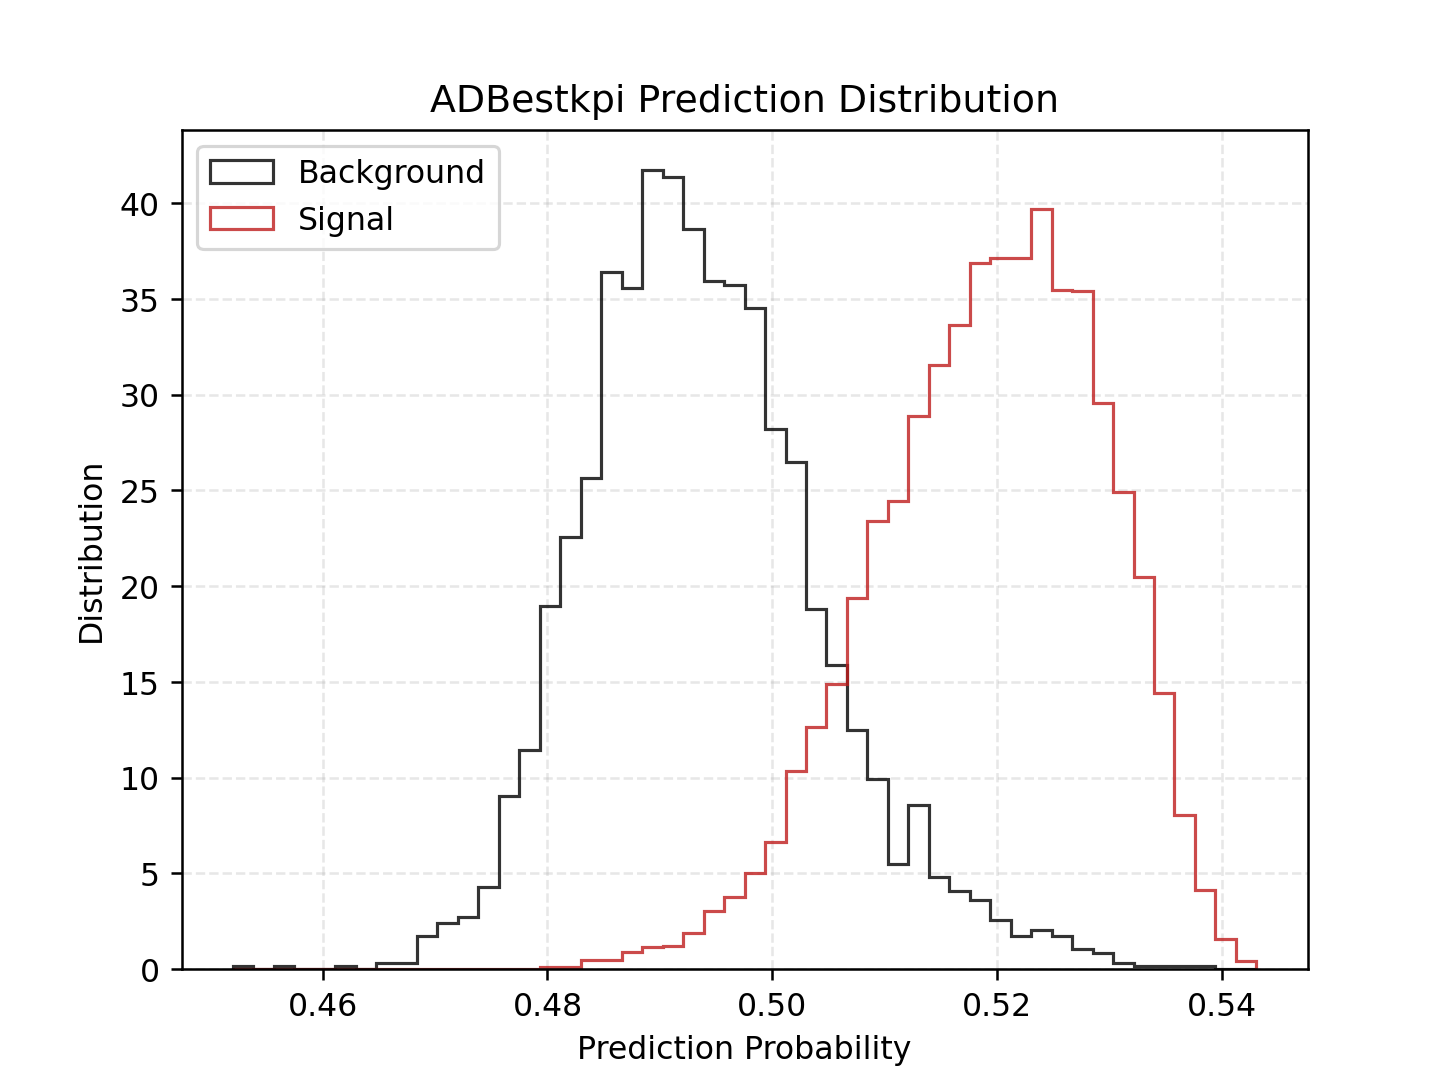 ADBestkpi Prediction Distribution
Background
Signal
40
35
30
25
20
15
10
5
0
Distribution
0.46 0.48 0.50 0.52 0.54
Prediction Probability